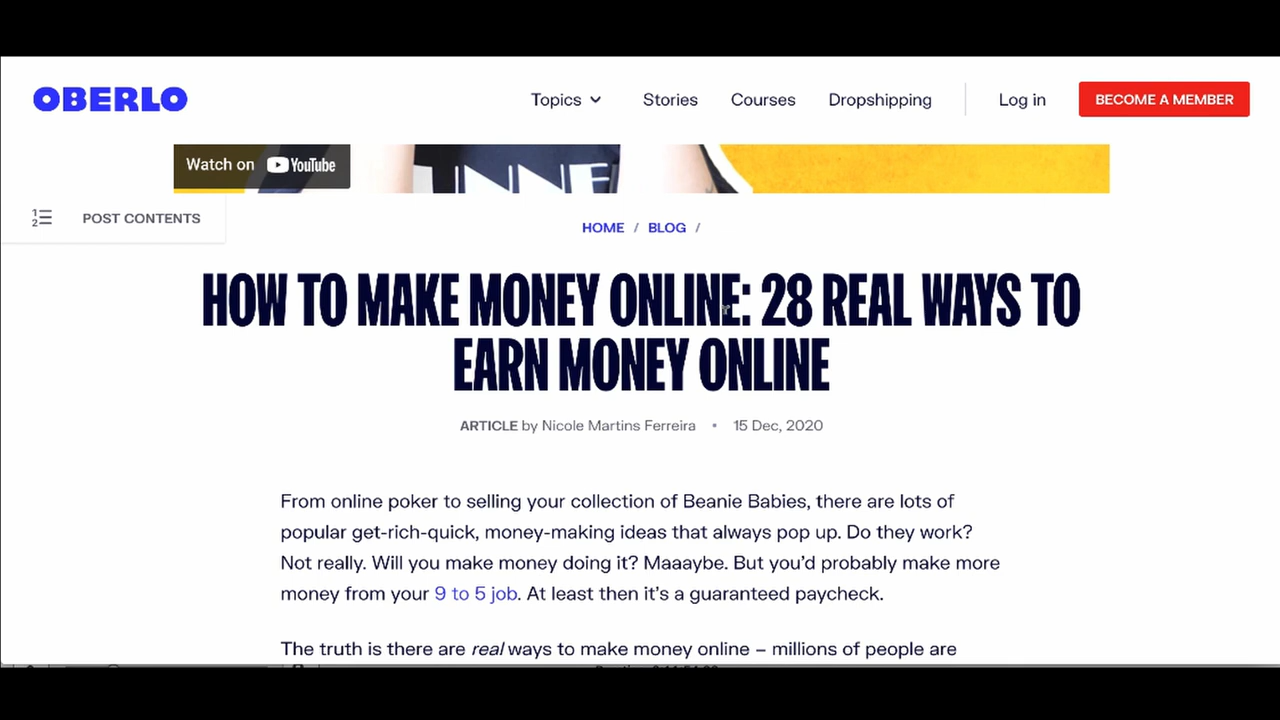 OBERLO
Topics
Stories
Courses
Dropshipping
Log in
BECOME A MEMBER
Watch on YouTube
1
2
POST CONTENTS
HOME / BLOG /
HOW TO MAKE MONEY ONLINE: 28 REAL WAYS TO
EARN MONEY ONLINE
ARTICLE by Nicole Martins Ferreira • 15 Dec, 2020
From online poker to selling your collection of Beanie Babies, there are lots of
popular get-rich-quick, money-making ideas that always pop up. Do they work?
Not really. Will you make money doing it? Maaaybe. But you’d probably make more
money from your 9 to 5 job. At least then it’s a guaranteed paycheck.
The truth is there are real ways to make money online – millions of people are